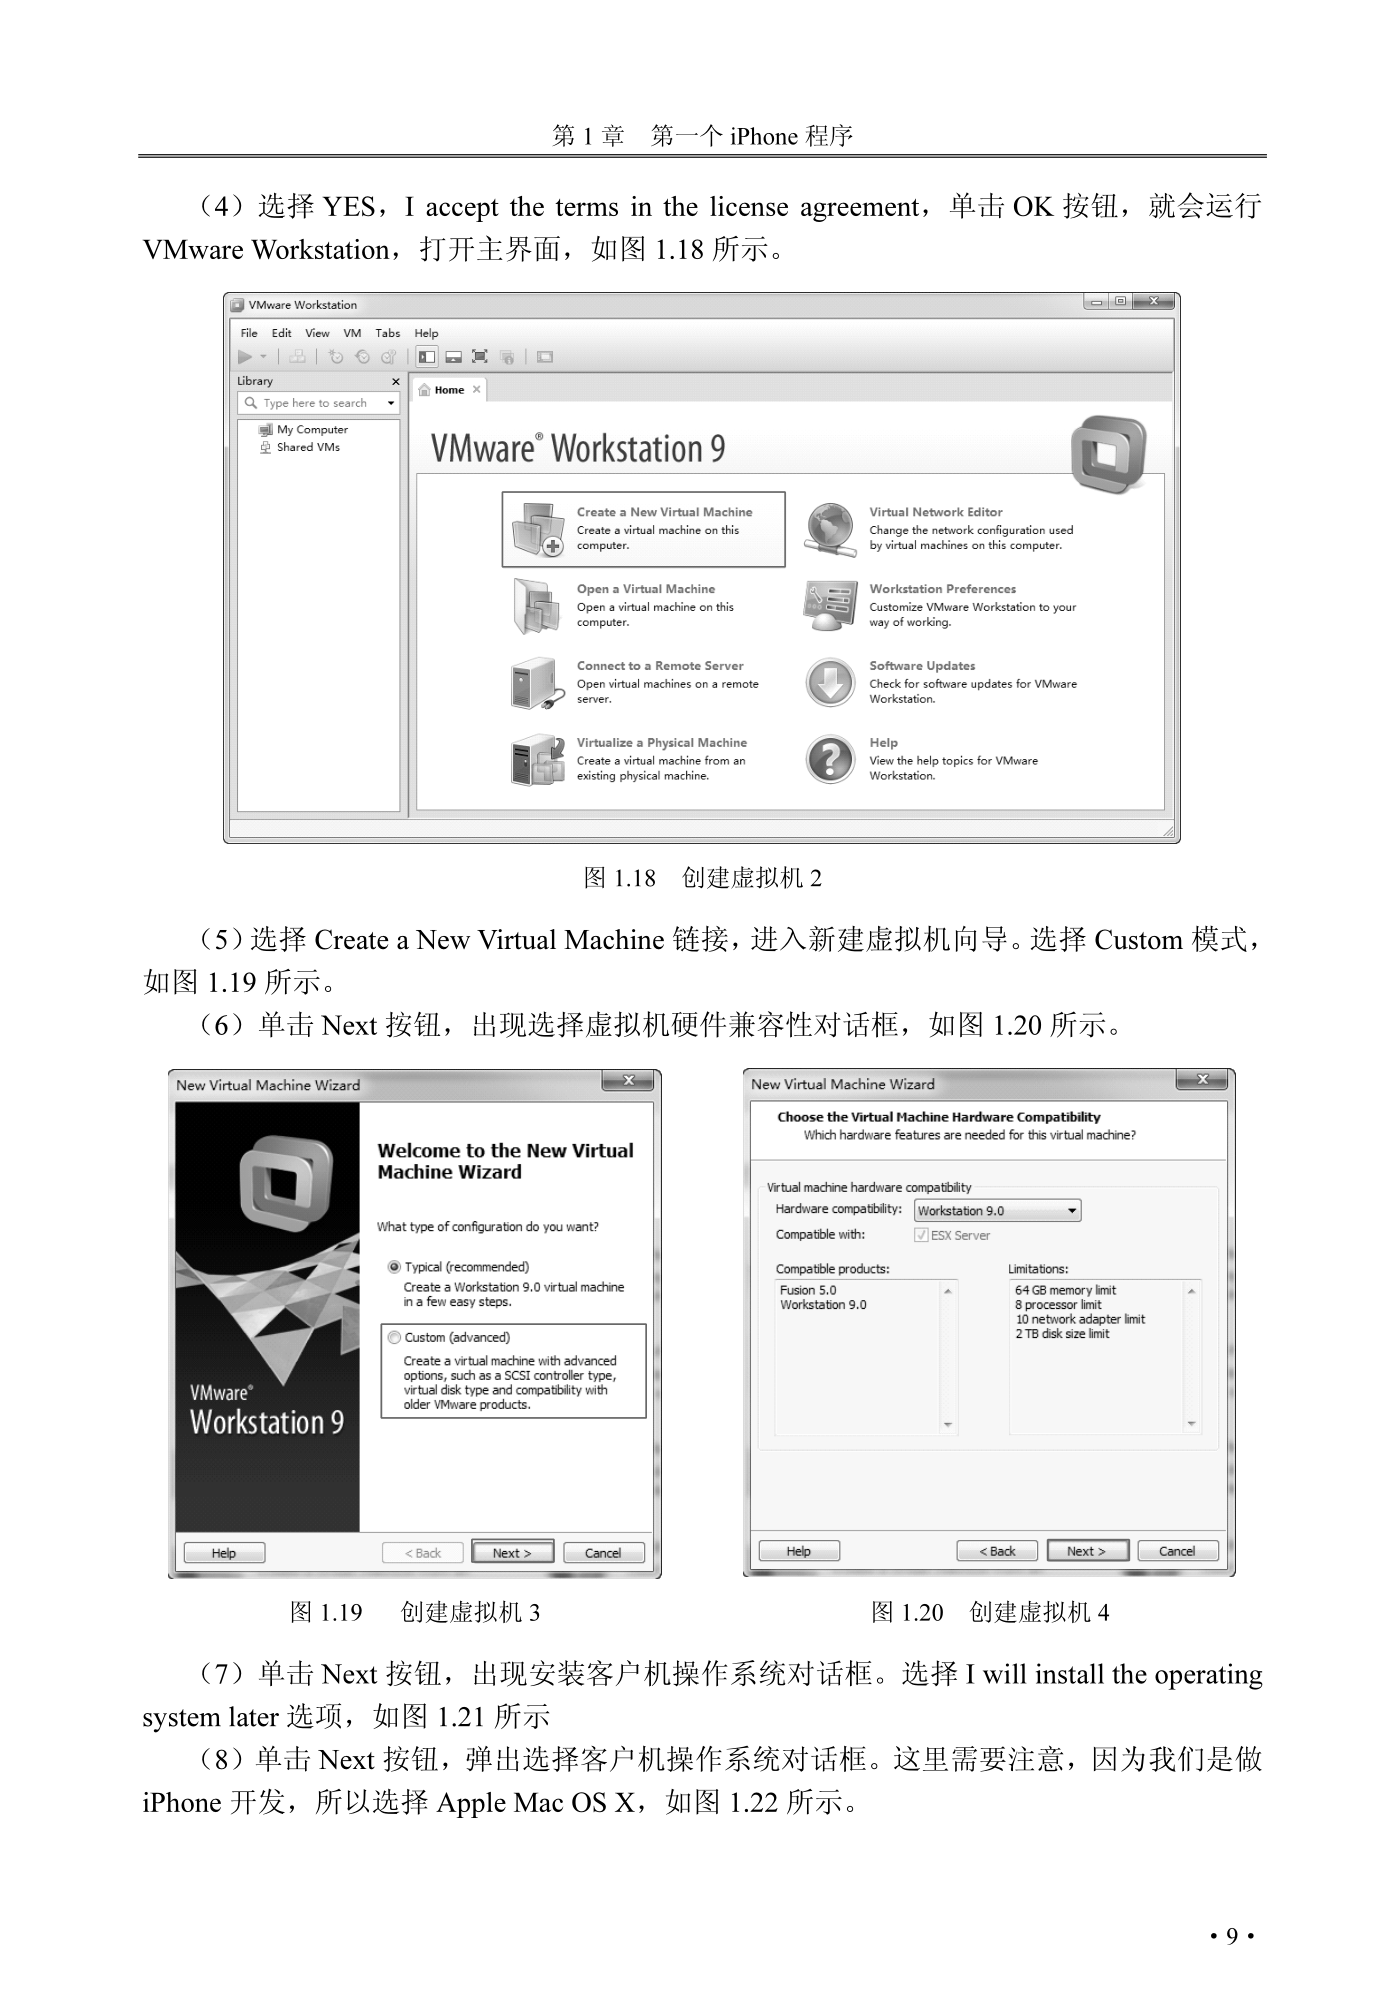 第 1 章　第一个 iPhone 程序
（4）选择 YES，I accept the terms in the license agreement，单击 OK 按钮，就会运行
VMware Workstation，打开主界面，如图 1.18 所示。
VMware Workstation
File Edit View VM Tabs Help
Library
Type here to search
My Computer
Shared VMs
Home
VMware® Workstation 9
Create a New Virtual Machine
Create a virtual machine on this
computer.
Virtual Network Editor
Change the network configuration used
by virtual machines on this computer.
Open a Virtual Machine
Open a virtual machine on this
computer.
Workstation Preferences
Customize VMware Workstation to your
way of working.
Connect to a Remote Server
Open virtual machines on a remote
server.
Software Updates
Check for software updates for VMware
Workstation.
Virtualize a Physical Machine
Create a virtual machine from an
existing physical machine.
Help
View the help topics for VMware
Workstation.
图 1.18　创建虚拟机 2
（5）选择 Create a New Virtual Machine 链接，进入新建虚拟机向导。选择 Custom 模式，
如图 1.19 所示。
（6）单击 Next 按钮，出现选择虚拟机硬件兼容性对话框，如图 1.20 所示。
New Virtual Machine Wizard
Welcome to the New Virtual
Machine Wizard
What type of configuration do you want?
Typical (recommended)
Create a Workstation 9.0 virtual machine
in a few easy steps.
Custom (advanced)
Create a virtual machine with advanced
options, such as a SCSI controller type,
virtual disk type and compatibility with
older VMware products.
VMware®
Workstation 9
Help < Back Next > Cancel
图 1.19　创建虚拟机 3
New Virtual Machine Wizard
Choose the Virtual Machine Hardware Compatibility
Which hardware features are needed for this virtual machine?
Virtual machine hardware compatibility
Hardware compatibility: Workstation 9.0
Compatible with: ESX Server
Compatible products:
Fusion 5.0
Workstation 9.0
Limitations:
64 GB memory limit
8 processor limit
10 network adapter limit
2 TB disk size limit
Help < Back Next > Cancel
图 1.20　创建虚拟机 4
（7）单击 Next 按钮，出现安装客户机操作系统对话框。选择 I will install the operating
system later 选项，如图 1.21 所示
（8）单击 Next 按钮，弹出选择客户机操作系统对话框。这里需要注意，因为我们是做
iPhone 开发，所以选择 Apple Mac OS X，如图 1.22 所示。
·9·